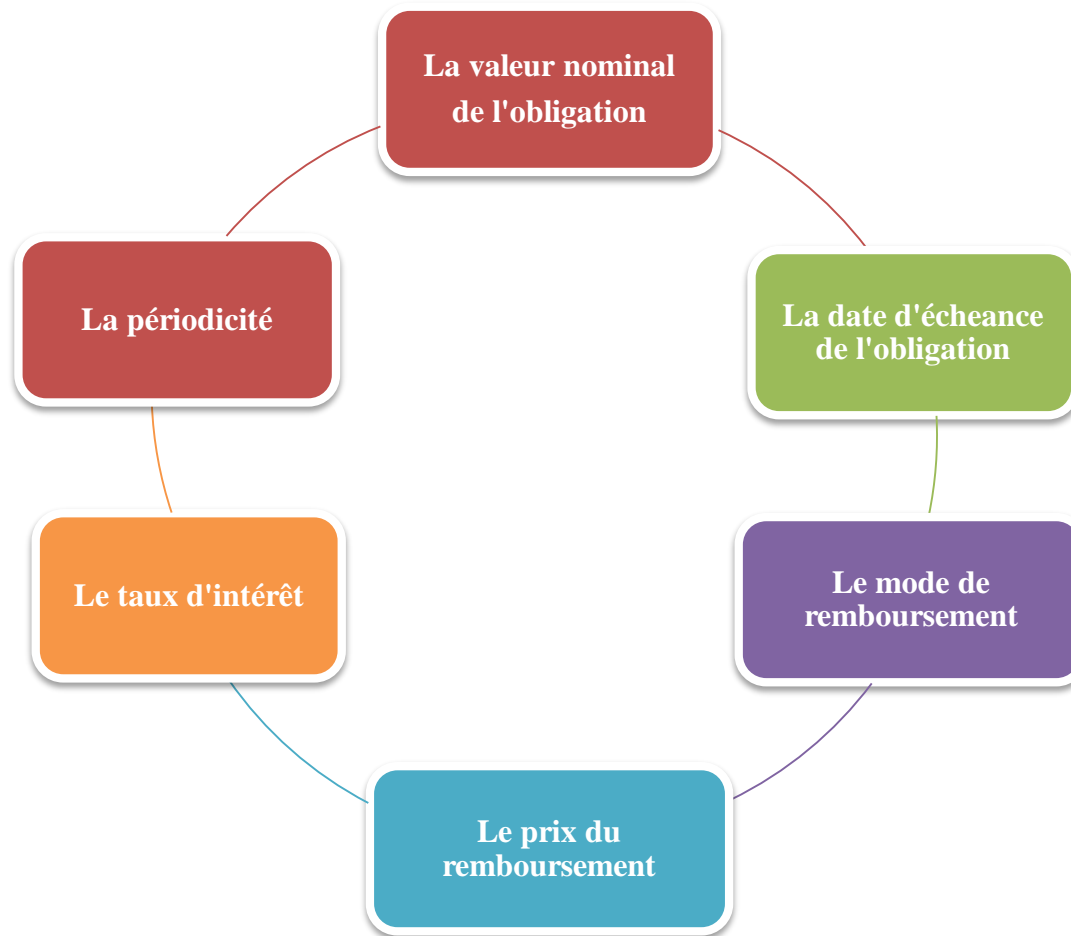 La valeur nominal
de l'obligation
La date d'écheance
de l'obligation
Le mode de
remboursement
Le prix du
remboursement
Le taux d'intérêt
La périodicité